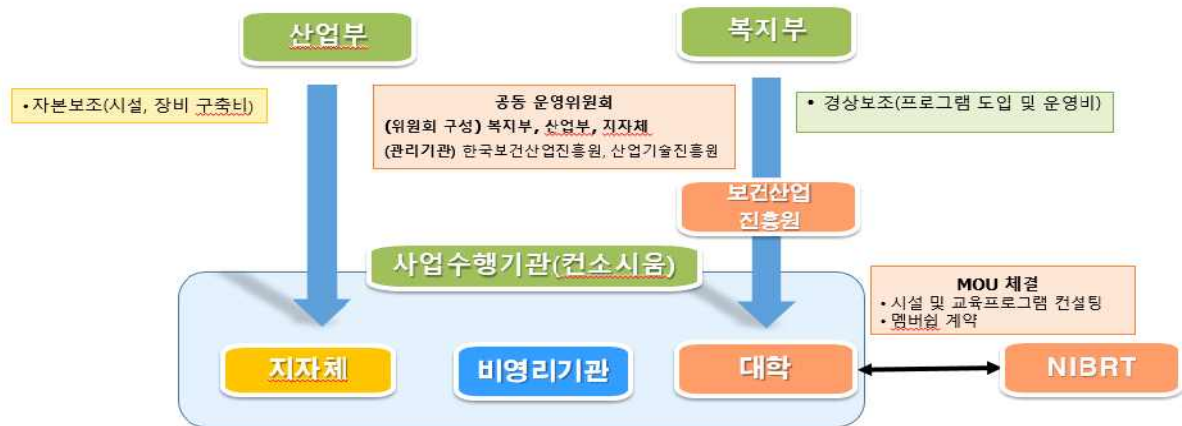 산업부
복지부
•자본보조(시설, 장비 구축비)
공동 운영위원회
(위원회 구성) 복지부, 산업부, 지자체
(관리기관) 한국보건산업진흥원, 산업기술진흥원
• 경상보조(프로그램 도입 및 운영비)
보건산업
진흥원
사업수행기관(컨소시움)
MOU 체결
• 시설 및 교육프로그램 컨설팅
• 멤버쉽 계약
지자체
비영리기관
대학
NIBRT